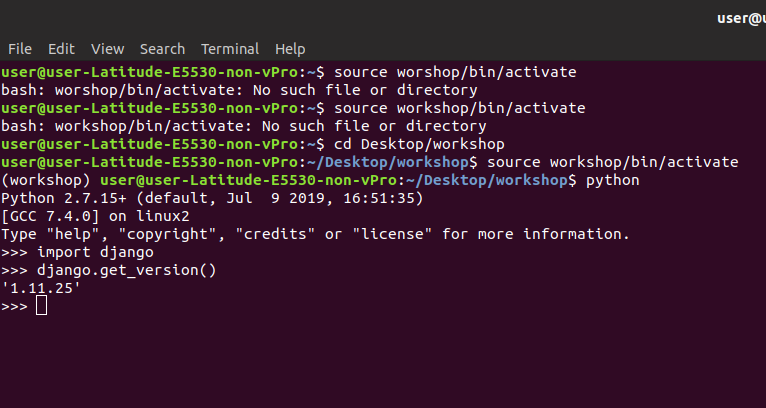 user@u
File Edit View Search Terminal Help
user@user-Latitude-E5530-non-vPro:~$ source worshop/bin/activate
bash: worshop/bin/activate: No such file or directory
user@user-Latitude-E5530-non-vPro:~$ source workshop/bin/activate
bash: workshop/bin/activate: No such file or directory
user@user-Latitude-E5530-non-vPro:~$ cd Desktop/workshop
user@user-Latitude-E5530-non-vPro:~/Desktop/workshop$ source workshop/bin/activate
(workshop) user@user-Latitude-E5530-non-vPro:~/Desktop/workshop$ python
Python 2.7.15+ (default, Jul  9 2019, 16:51:35)
[GCC 7.4.0] on linux2
Type "help", "copyright", "credits" or "license" for more information.
>>> import django
>>> django.get_version()
'1.11.25'
>>>